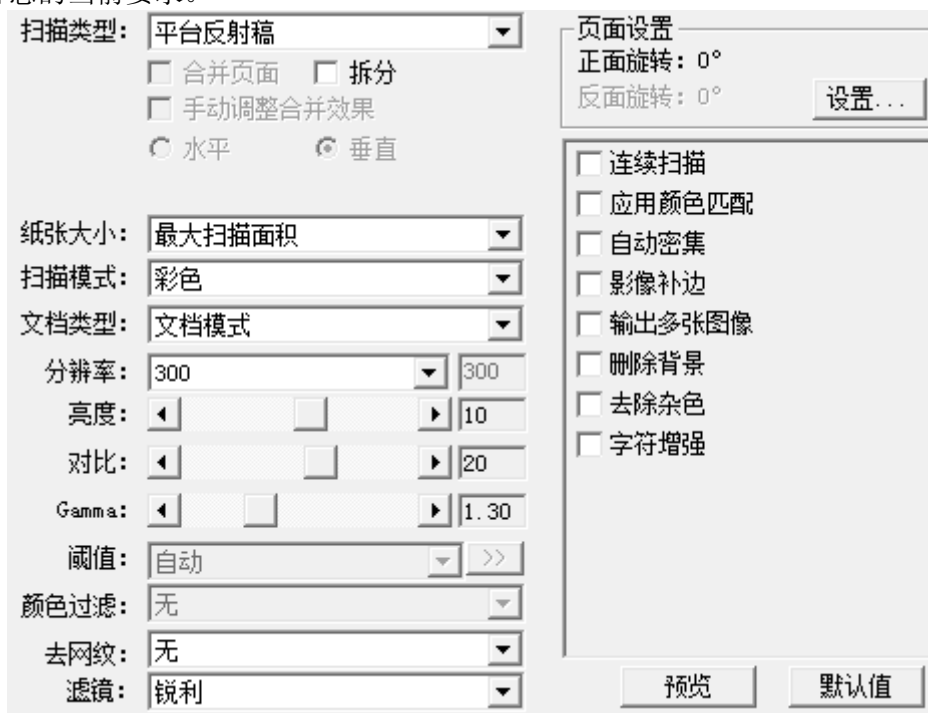 扫描类型: 平台反射稿
合并页面 拆分
手动调整合并效果
水平 垂直
纸张大小: 最大扫描面积
扫描模式: 彩色
文档类型: 文档模式
分辨率: 300 300
亮度: 10
对比: 20
Gamma: 1.30
阈值: 自动 >>
颜色过滤: 无
去网纹: 无
滤镜: 锐利
页面设置
正面旋转: 0°
反面旋转: 0° 设置...
连续扫描
应用颜色匹配
自动密集
影像补边
输出多张图像
删除背景
去除杂色
字符增强
预览 默认值